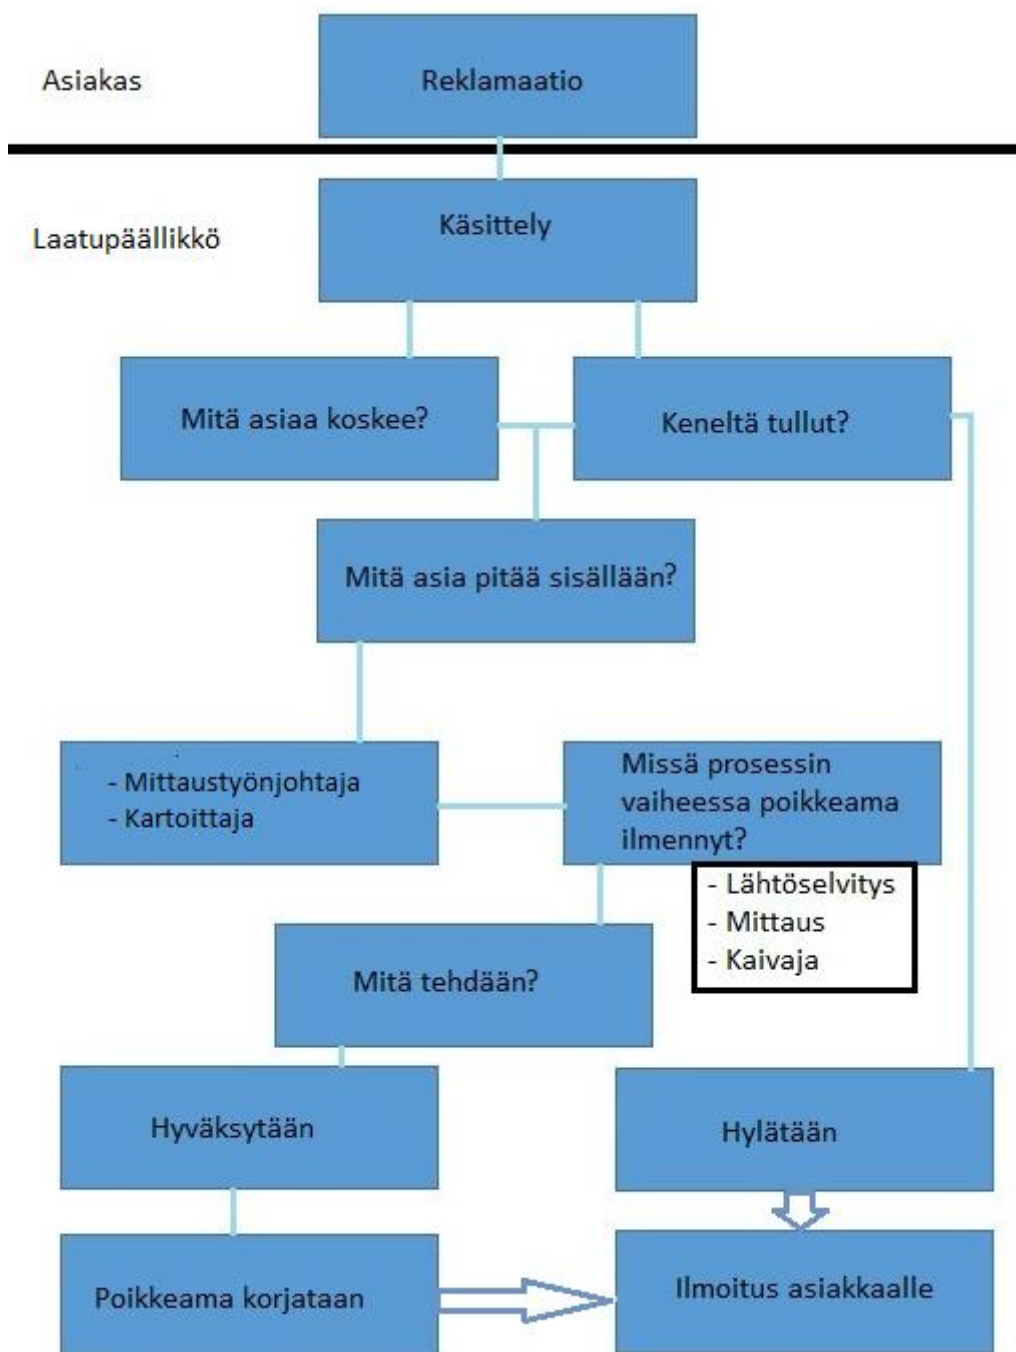 Asiakas
Reklamaatio
Laatupäällikkö
Käsittely
Mitä asiaa koskee?
Keneltä tullut?
Mitä asia pitää sisällään?
- Mittaustyönjohtaja
- Kartoittaja
Missä prosessin
vaiheessa poikkeama
ilmennyt?
- Lähtöselvitys
- Mittaus
- Kaivaja
Mitä tehdään?
Hyväksytään
Hylätään
Poikkeama korjataan
Ilmoitus asiakkaalle